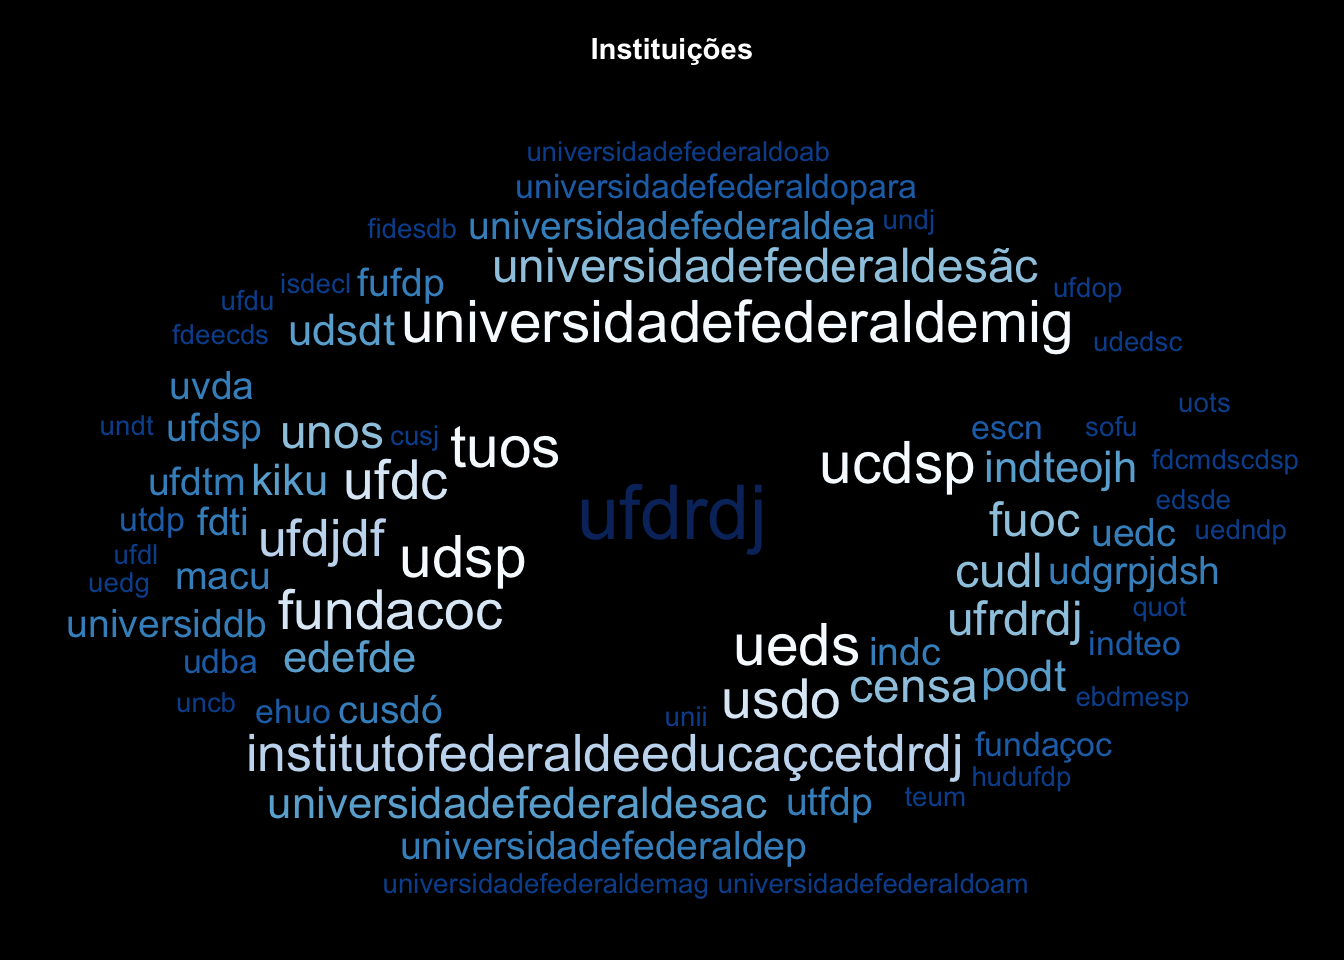 Instituições
universidadefederaldoab
universidadefederaldopara
fidesdb universidadefederaldea undj
universidadefederaldesãc
isdecl fufdp ufdop
ufdu
fdeecds udsdt universidadefederaldemig udedsc
uvda
uots
undt ufdsp unos cusj tuos escn sofu
ufdtm kiku ufdc ucdsp indteojh fdcmdscdsp
edsde
utdp fdti ufdrdj fuoc uedc uedndp
ufdl ufdjdf udsp
uedg macu cudl udgrpjdsh
quot
universiddb fundacoc ufrdrdj
udba edefde ueds indc indteo
uncb usdo censa podt ebdmesp
ehuo cusdó unii
institutofederaldeeducaçcetdrdj fundaçoc
hudufdp
universidadefederaldesac utfdp teum
universidadefederaldep
universidadefederaldemag universidadefederaldoam